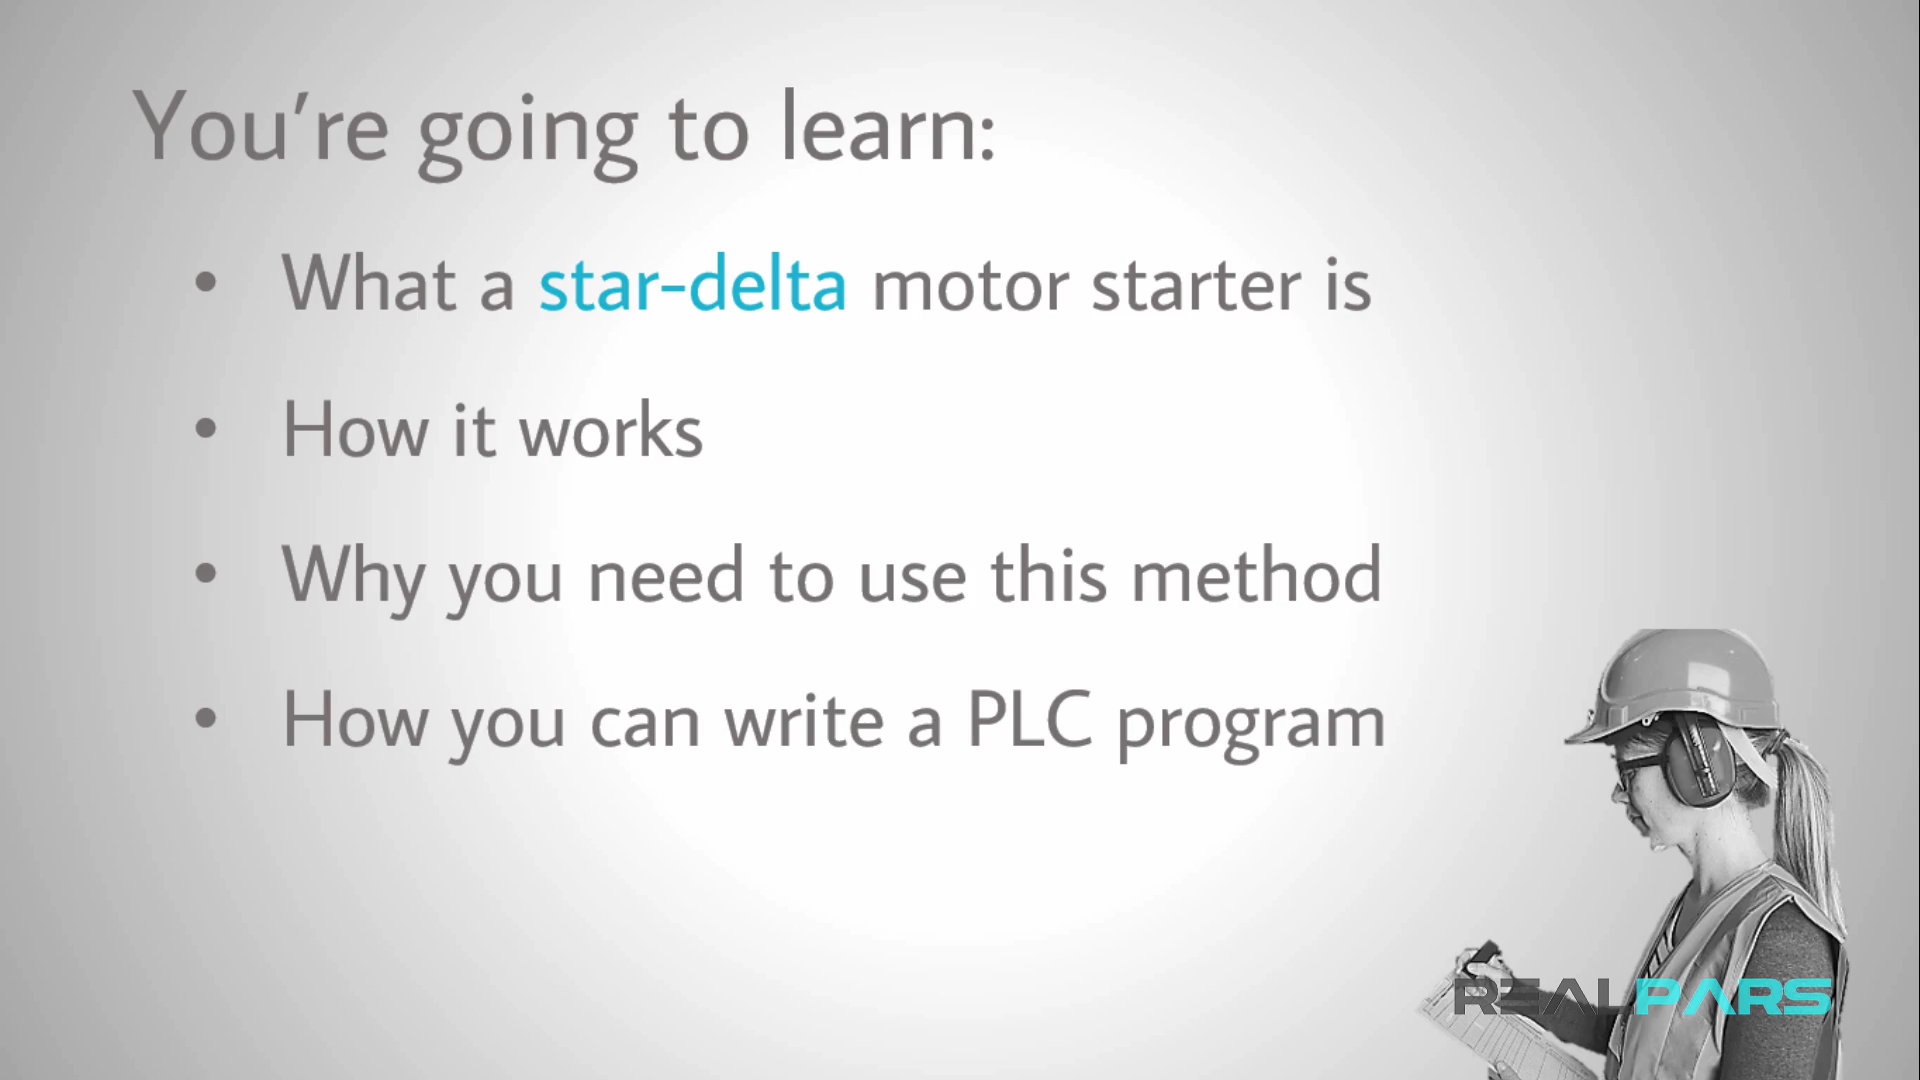 You're going to learn:
• What a star-delta motor starter is
• How it works
• Why you need to use this method
• How you can write a PLC program
REALPARS